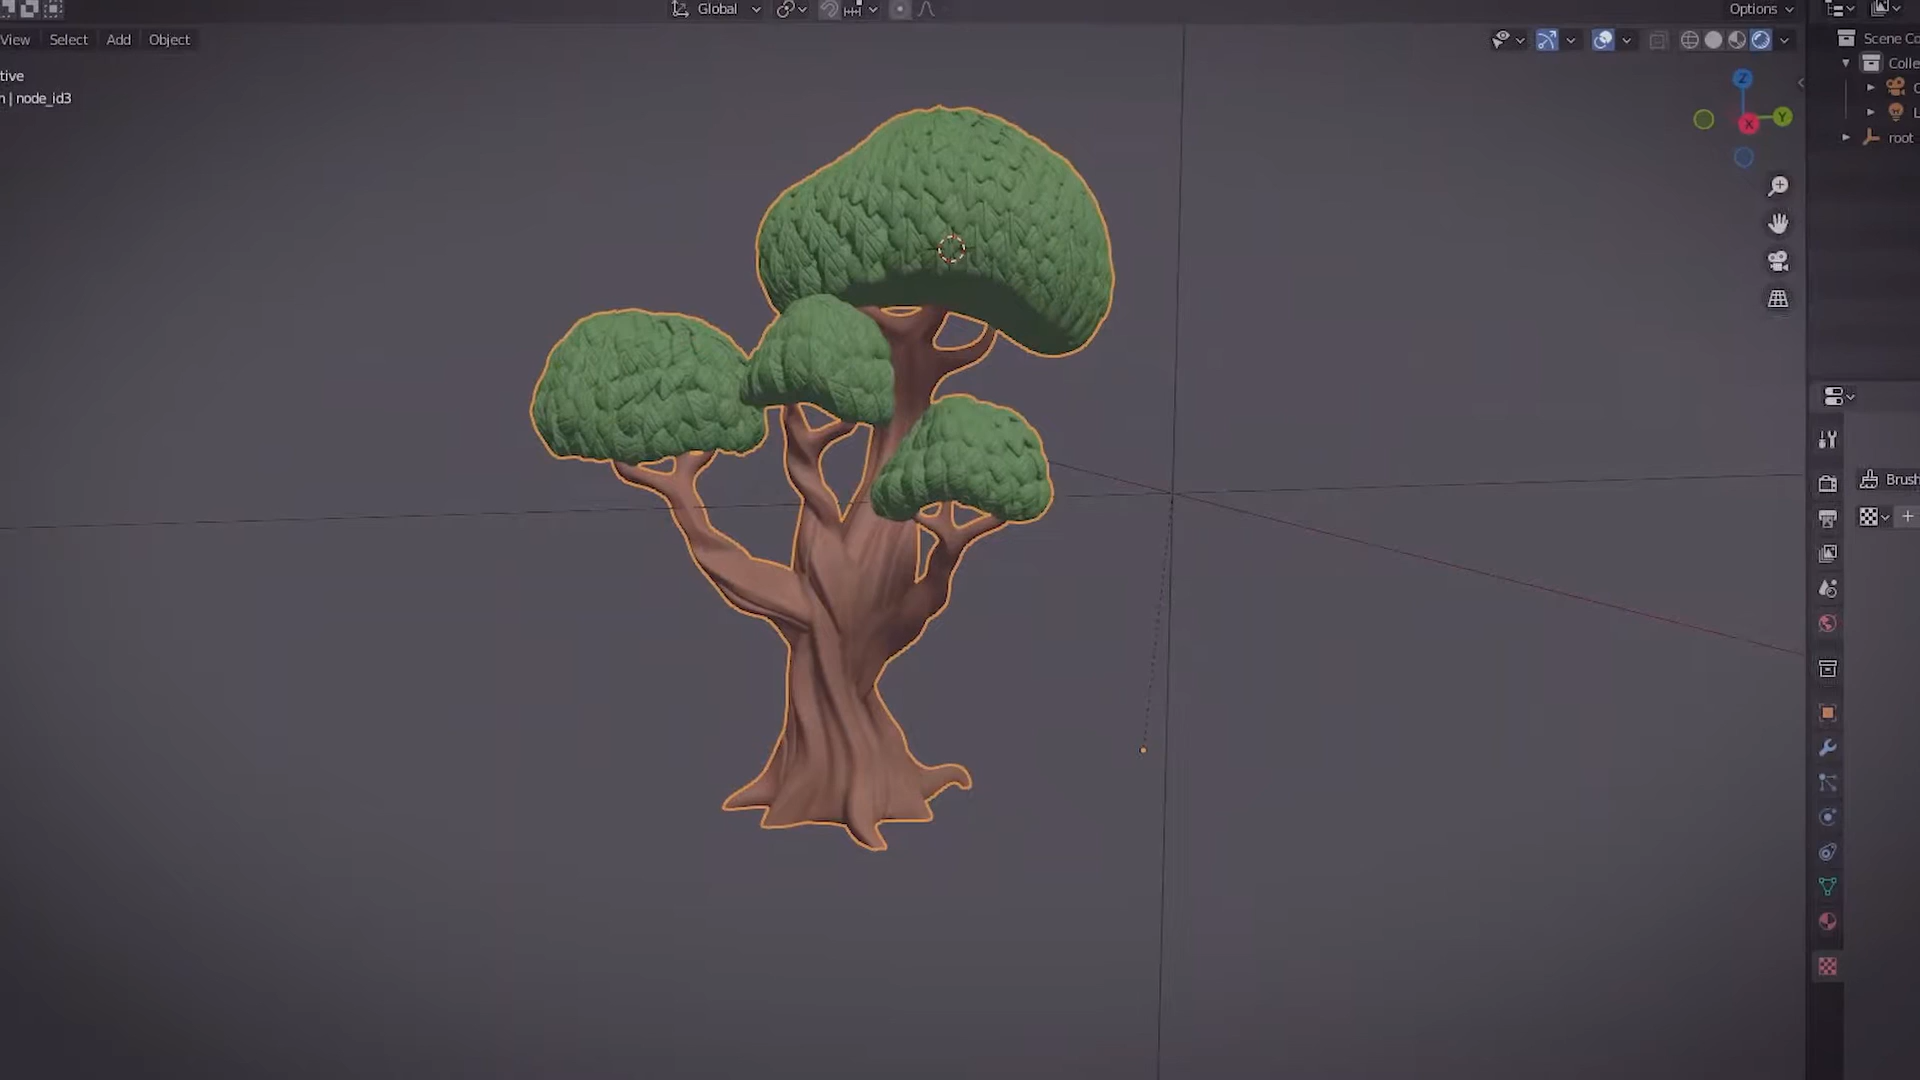 Global
Options
View Select Add Object
Scene Co
tive
Colle
) | node_id3
Z
X
Y
root
Brush